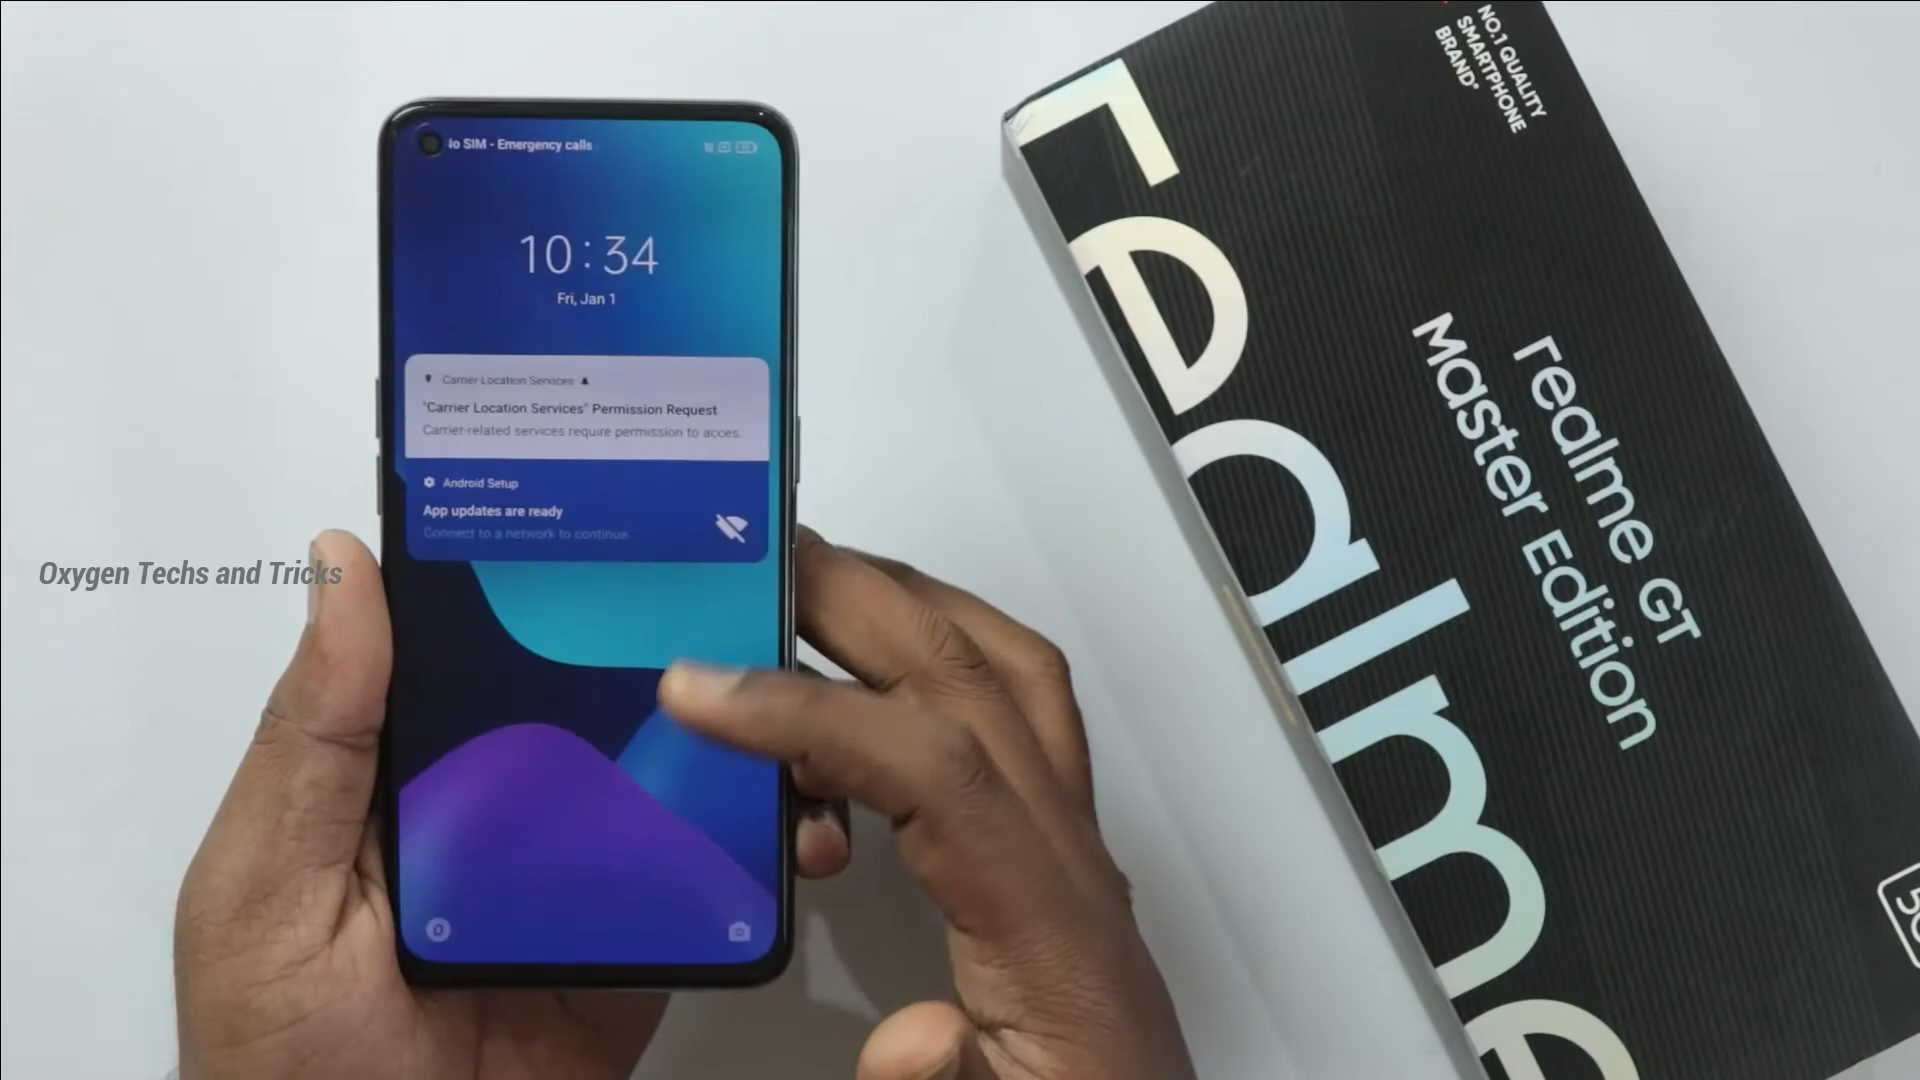 lo SIM - Emergency calls
10:34
Fri, Jan 1
Carrier Location Services
"Carrier Location Services" Permission Request
Carrier-related services require permission to acces..
Android Setup
App updates are ready
Connect to a network to continue
Oxygen Techs and Tricks
NO.1 QUALITY
SMARTPHONE
BRAND*
realme
realme GT
Master Edition
5G